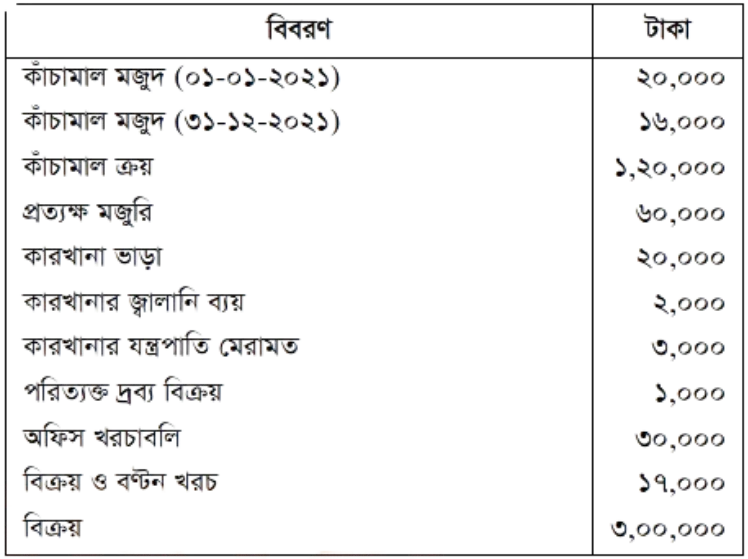 বিবরণ টাকা
কাঁচামাল মজুদ (০১-০১-২০২১) ২০,০০০
কাঁচামাল মজুদ (৩১-১২-২০২১) ১৬,০০০
কাঁচামাল ক্রয় ১,২০,০০০
প্রত্যক্ষ মজুরি ৬০,০০০
কারখানা ভাড়া ২০,০০০
কারখানার জ্বালানি ব্যয় ২,০০০
কারখানার যন্ত্রপাতি মেরামত ৩,০০০
পরিত্যক্ত দ্রব্য বিক্রয় ১,০০০
অফিস খরচাবলি ৩০,০০০
বিক্রয় ও বণ্টন খরচ ১৭,০০০
বিক্রয় ৩,০০,০০০